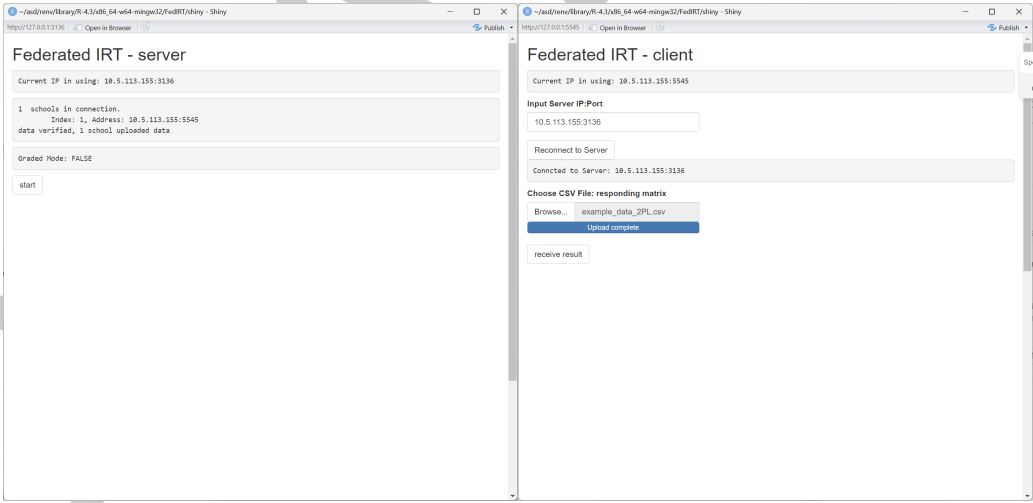 ~/asd/renv/library/R-4.3/x86_64-w64-mingw32/FedIRT/shiny - Shiny
http://127.0.0.1:3136 Open in Browser Publish
Federated IRT - server
Current IP in using: 10.5.113.155:3136
1 schools in connection.
Index: 1, Address: 10.5.113.155:5545
data verified, 1 school uploaded data
Graded Mode: FALSE
start
~/asd/renv/library/R-4.3/x86_64-w64-mingw32/FedIRT/shiny - Shiny
http://127.0.0.1:5545 Open in Browser Publish
Federated IRT - client
Current IP in using: 10.5.113.155:5545
Input Server IP:Port
10.5.113.155:3136
Reconnect to Server
Conncted to Server: 10.5.113.155:3136
Choose CSV File: responding matrix
Browse... example_data_2PL.csv
Upload complete
receive result